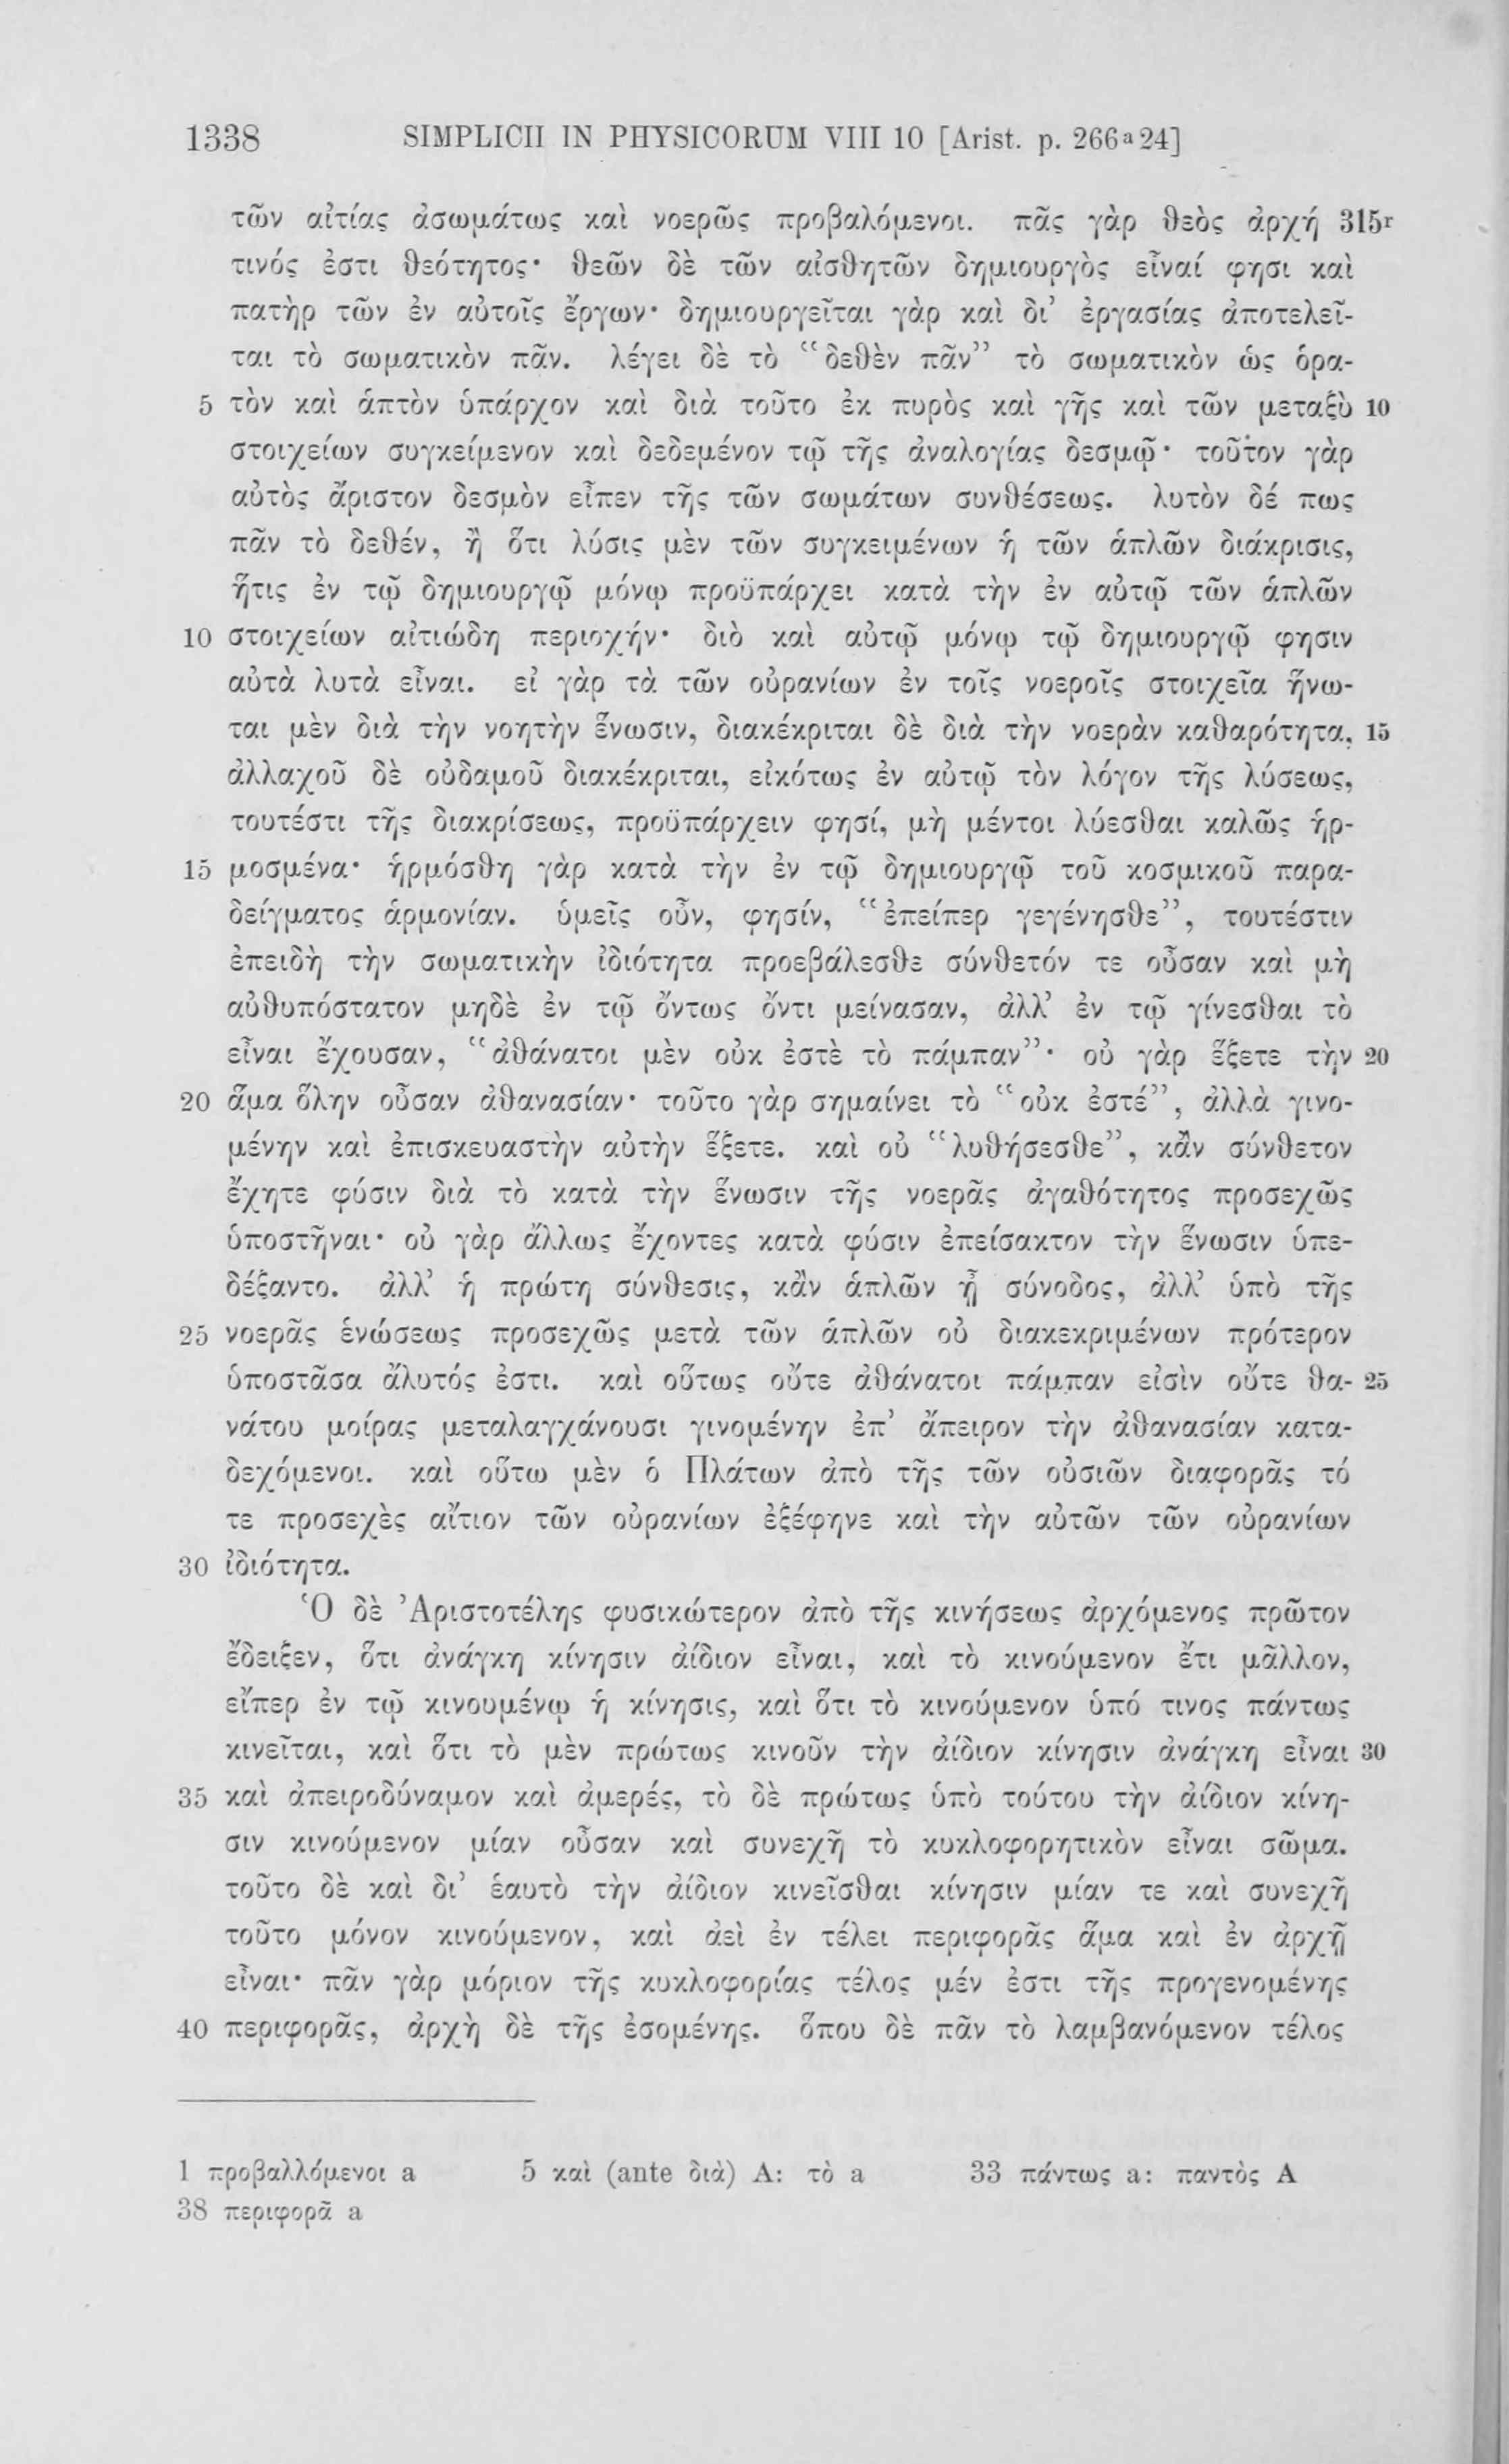 1338 SIMPLICII IN PHYSICORUM VIII 10 [Arist. p. 266a24]
τῶν αἰτίας ἀσωμάτως καὶ νοερῶς προβαλόμενοι. πᾶς γὰρ θεὸς ἀρχή 315r
τινός ἐστι θεότητος· θεῶν δὲ τῶν αἰσθητῶν δημιουργὸς εἶναί φησι καὶ
πατὴρ τῶν ἐν αὐτοῖς ἔργων· δημιουργεῖται γὰρ καὶ δι’ ἐργασίας ἀποτελεῖ-
ται τὸ σωματικὸν πᾶν. λέγει δὲ τὸ “δεθὲν πᾶν” τὸ σωματικὸν ὡς ὁρα-
5 τὸν καὶ ἁπτὸν ὑπάρχον καὶ διὰ τοῦτο ἐκ πυρὸς καὶ γῆς καὶ τῶν μεταξὺ 10
στοιχείων συγκείμενον καὶ δεδεμένον τῷ τῆς ἀναλογίας δεσμῷ· τοῦτον γὰρ
αὐτὸς ἄριστον δεσμὸν εἶπεν τῆς τῶν σωμάτων συνθέσεως. λυτὸν δέ πως
πᾶν τὸ δεθέν, ἢ ὅτι λύσις μὲν τῶν συγκειμένων ἡ τῶν ἁπλῶν διάκρισις,
ἥτις ἐν τῷ δημιουργῷ μόνῳ προϋπάρχει κατὰ τὴν ἐν αὐτῷ τῶν ἁπλῶν
10 στοιχείων αἰτιώδη περιοχήν· διὸ καὶ αὐτῷ μόνῳ τῷ δημιουργῷ φησιν
αὐτὰ λυτὰ εἶναι. εἰ γὰρ τὰ τῶν οὐρανίων ἐν τοῖς νοεροῖς στοιχεῖα ἥνω-
ται μὲν διὰ τὴν νοητὴν ἕνωσιν, διακέκριται δὲ διὰ τὴν νοερὰν καθαρότητα, 15
ἀλλαχοῦ δὲ οὐδαμοῦ διακέκριται, εἰκότως ἐν αὐτῷ τὸν λόγον τῆς λύσεως,
τουτέστι τῆς διακρίσεως, προϋπάρχειν φησί, μὴ μέντοι λύεσθαι καλῶς ἡρ-
15 μοσμένα· ἡρμόσθη γὰρ κατὰ τὴν ἐν τῷ δημιουργῷ τοῦ κοσμικοῦ παρα-
δείγματος ἁρμονίαν. ὑμεῖς οὖν, φησίν, “ἐπείπερ γεγένησθε”, τουτέστιν
ἐπειδὴ τὴν σωματικὴν ἰδιότητα προεβάλεσθε σύνθετόν τε οὖσαν καὶ μὴ
αὐθυπόστατον μηδὲ ἐν τῷ ὄντως ὄντι μείνασαν, ἀλλ’ ἐν τῷ γίνεσθαι τὸ
εἶναι ἔχουσαν, “ἀθάνατοι μὲν οὐκ ἐστὲ τὸ πάμπαν”· οὐ γὰρ ἕξετε τὴν 20
20 ἅμα ὅλην οὖσαν ἀθανασίαν· τοῦτο γὰρ σημαίνει τὸ “οὐκ ἐστέ”, ἀλλὰ γινο-
μένην καὶ ἐπισκευαστὴν αὐτὴν ἕξετε. καὶ οὐ “λυθήσεσθε”, κἂν σύνθετον
ἔχητε φύσιν διὰ τὸ κατὰ τὴν ἕνωσιν τῆς νοερᾶς ἀγαθότητος προσεχῶς
ὑποστῆναι· οὐ γὰρ ἄλλως ἔχοντες κατὰ φύσιν ἐπείσακτον τὴν ἕνωσιν ὑπε-
δέξαντο. ἀλλ’ ἡ πρώτη σύνθεσις, κἂν ἁπλῶν ᾖ σύνοδος, ἀλλ’ ὑπὸ τῆς
25 νοερᾶς ἑνώσεως προσεχῶς μετὰ τῶν ἁπλῶν οὐ διακεκριμένων πρότερον
ὑποστᾶσα ἄλυτός ἐστι. καὶ οὕτως οὔτε ἀθάνατοι πάμπαν εἰσὶν οὔτε θα- 25
νάτου μοίρας μεταλαγχάνουσι γινομένην ἐπ’ ἄπειρον τὴν ἀθανασίαν κατα-
δεχόμενοι. καὶ οὕτω μὲν ὁ Πλάτων ἀπὸ τῆς τῶν οὐσιῶν διαφορᾶς τό
τε προσεχὲς αἴτιον τῶν οὐρανίων ἐξέφηνε καὶ τὴν αὐτῶν τῶν οὐρανίων
30 ἰδιότητα.
Ὁ δὲ Ἀριστοτέλης φυσικώτερον ἀπὸ τῆς κινήσεως ἀρχόμενος πρῶτον
ἔδειξεν, ὅτι ἀνάγκη κίνησιν ἀίδιον εἶναι, καὶ τὸ κινούμενον ἔτι μᾶλλον,
εἴπερ ἐν τῷ κινουμένῳ ἡ κίνησις, καὶ ὅτι τὸ κινούμενον ὑπό τινος πάντως
κινεῖται, καὶ ὅτι τὸ μὲν πρώτως κινοῦν τὴν ἀίδιον κίνησιν ἀνάγκη εἶναι 30
35 καὶ ἀπειροδύναμον καὶ ἀμερές, τὸ δὲ πρώτως ὑπὸ τούτου τὴν ἀίδιον κίνη-
σιν κινούμενον μίαν οὖσαν καὶ συνεχῆ τὸ κυκλοφορητικὸν εἶναι σῶμα.
τοῦτο δὲ καὶ δι’ ἑαυτὸ τὴν ἀίδιον κινεῖσθαι κίνησιν μίαν τε καὶ συνεχῆ
τοῦτο μόνον κινούμενον, καὶ ἀεὶ ἐν τέλει περιφορᾶς ἅμα καὶ ἐν ἀρχῇ
εἶναι· πᾶν γὰρ μόριον τῆς κυκλοφορίας τέλος μέν ἐστι τῆς προγενομένης
40 περιφορᾶς, ἀρχὴ δὲ τῆς ἐσομένης. ὅπου δὲ πᾶν τὸ λαμβανόμενον τέλος
1 προβαλλόμενοι a 5 καὶ (ante διὰ) A: τὸ a 33 πάντως a: παντὸς A
38 περιφορᾷ a